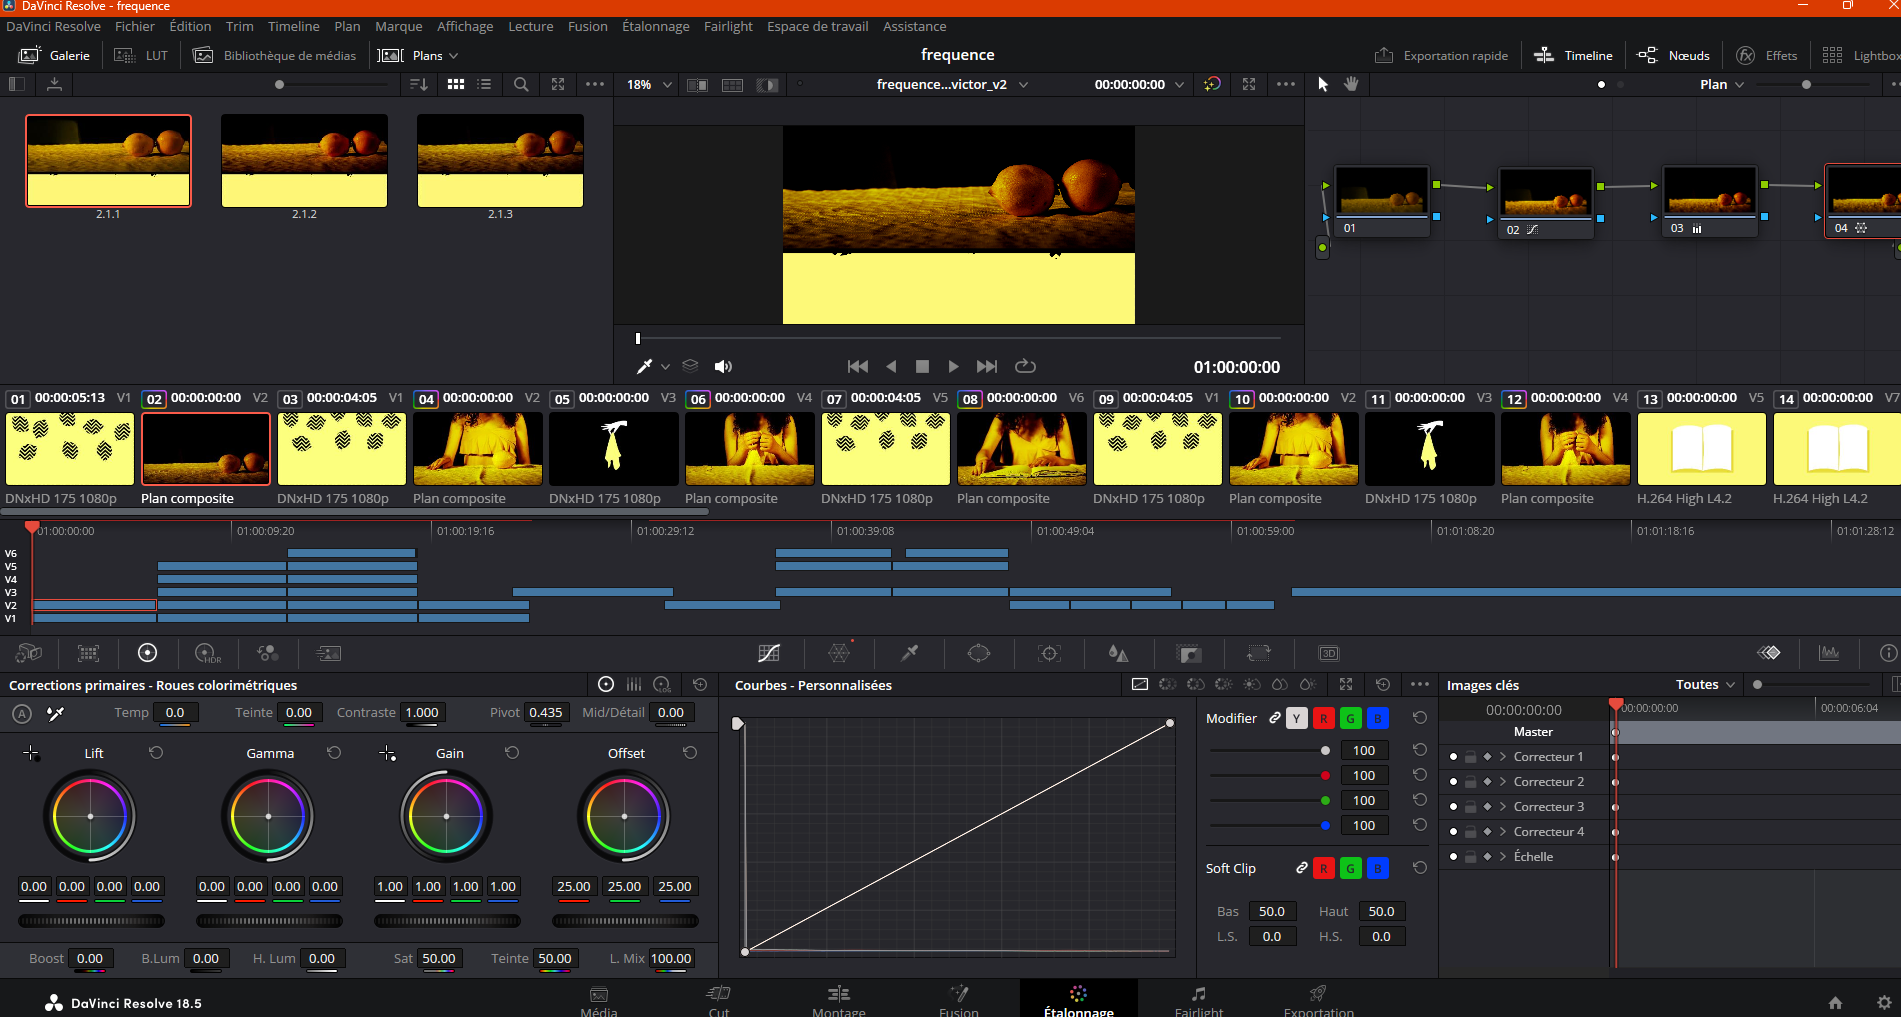 DaVinci Resolve - frequence
DaVinci Resolve Fichier Édition Trim Timeline Plan Marque Affichage Lecture Fusion Étalonnage Fairlight Espace de travail Assistance
Galerie LUT Bibliothèque de médias Plans frequence Exportation rapide Timeline Nœuds Effets Lightbox
18% frequence...victor_v2 00:00:00:00 Plan
2.1.1 2.1.2 2.1.3
01 02 03 04
01:00:00:00
01 00:00:05:13 V1 02 00:00:00:00 V2 03 00:00:04:05 V1 04 00:00:00:00 V2 05 00:00:00:00 V3 06 00:00:00:00 V4 07 00:00:04:05 V5 08 00:00:00:00 V6 09 00:00:04:05 V1 10 00:00:00:00 V2 11 00:00:00:00 V3 12 00:00:00:00 V4 13 00:00:00:00 V5 14 00:00:00:00 V7
DNxHD 175 1080p Plan composite DNxHD 175 1080p Plan composite DNxHD 175 1080p Plan composite DNxHD 175 1080p Plan composite DNxHD 175 1080p Plan composite DNxHD 175 1080p Plan composite H.264 High L4.2 H.264 High L4.2
01:00:00:00 01:00:09:20 01:00:19:16 01:00:29:12 01:00:39:08 01:00:49:04 01:00:59:00 01:01:08:20 01:01:18:16 01:01:28:12
V6
V5
V4
V3
V2
V1
HDR 3D
Corrections primaires - Roues colorimétriques LOG Courbes - Personnalisées Images clés Toutes
A Temp 0.0 Teinte 0.00 Contraste 1.000 Pivot 0.435 Mid/Détail 0.00
Lift Gamma Gain Offset
0.00 0.00 0.00 0.00 0.00 0.00 0.00 0.00 1.00 1.00 1.00 1.00 25.00 25.00 25.00
Boost 0.00 B.Lum 0.00 H. Lum 0.00 Sat 50.00 Teinte 50.00 L. Mix 100.00
Modifier Y R G B
100
100
100
100
Soft Clip R G B
Bas 50.0 Haut 50.0
L.S. 0.0 H.S. 0.0
00:00:00:00 00:00:00:00 00:00:06:04
Master
Correcteur 1
Correcteur 2
Correcteur 3
Correcteur 4
Échelle
DaVinci Resolve 18.5 Média Cut Montage Fusion Étalonnage Fairlight Exportation